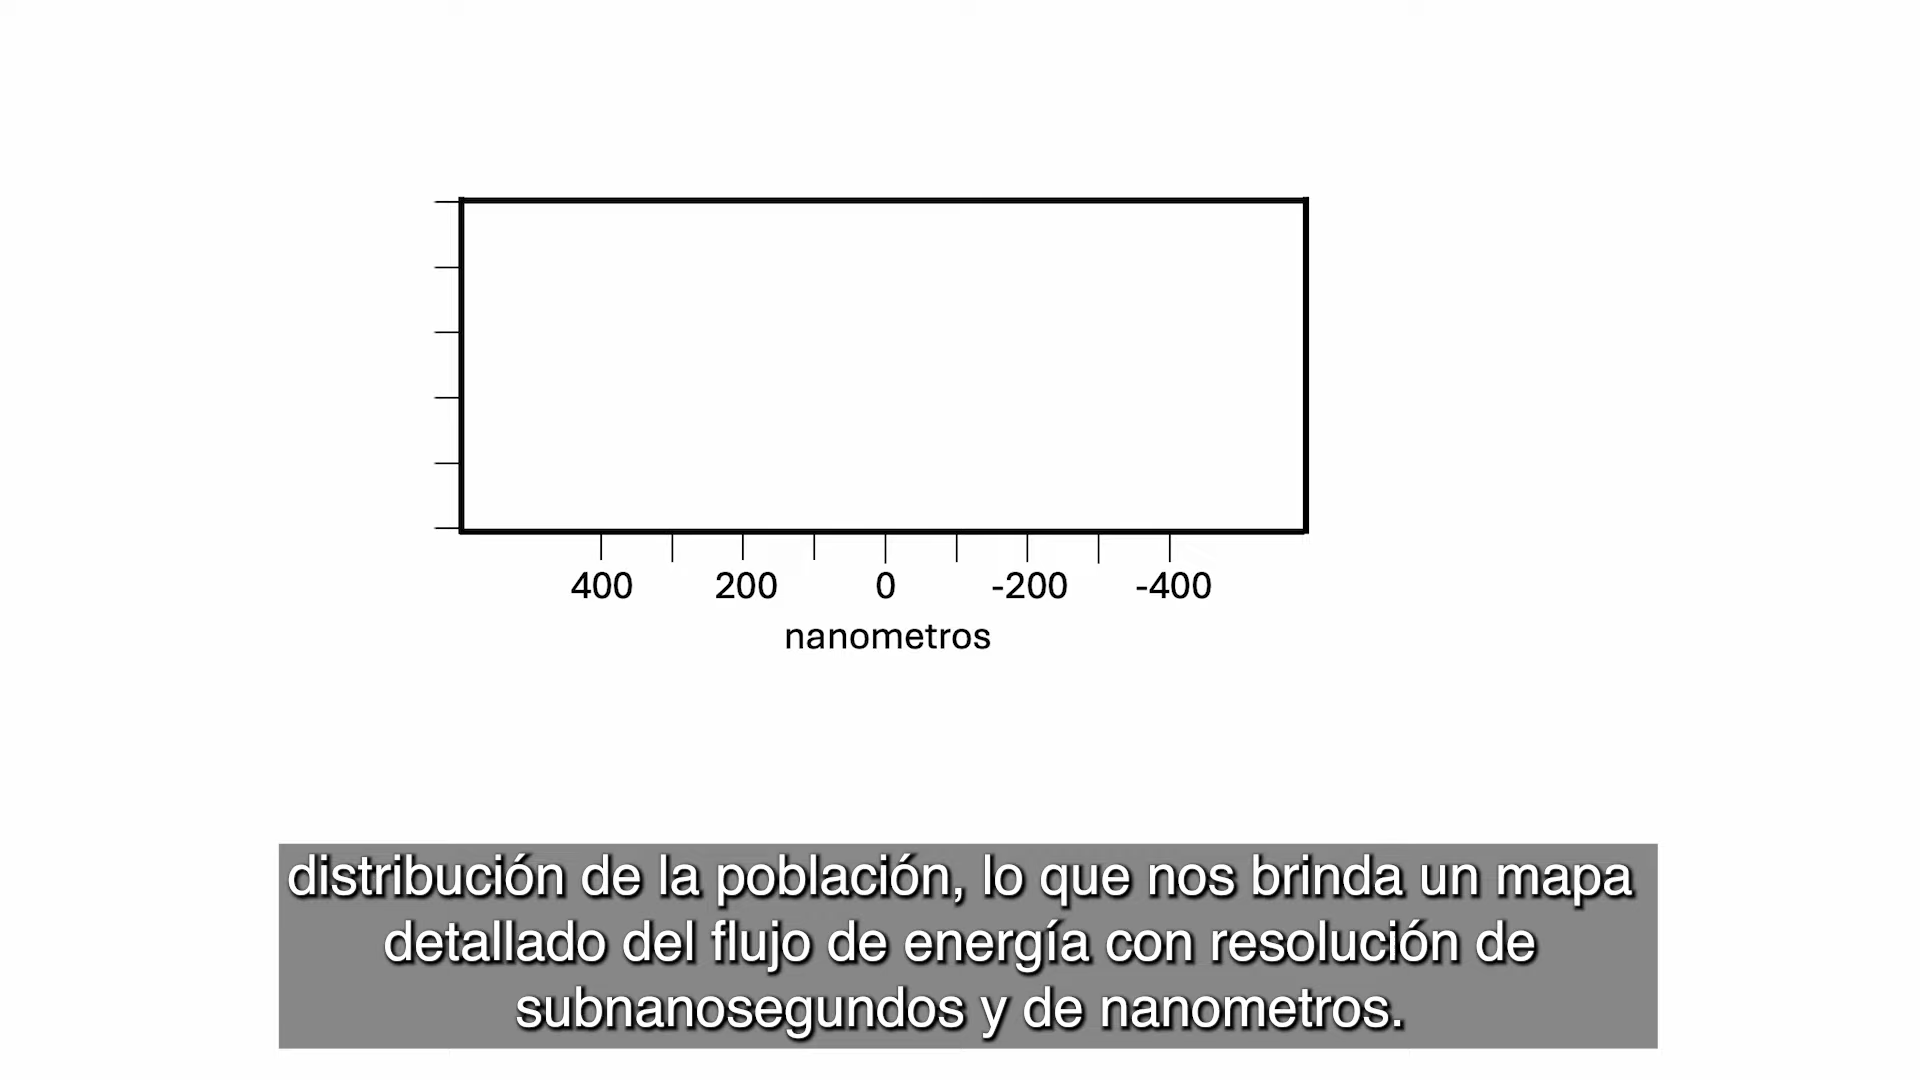 400 200 0 -200 -400
nanometros
distribución de la población, lo que nos brinda un mapa
detallado del flujo de energía con resolución de
subnanosegundos y de nanometros.